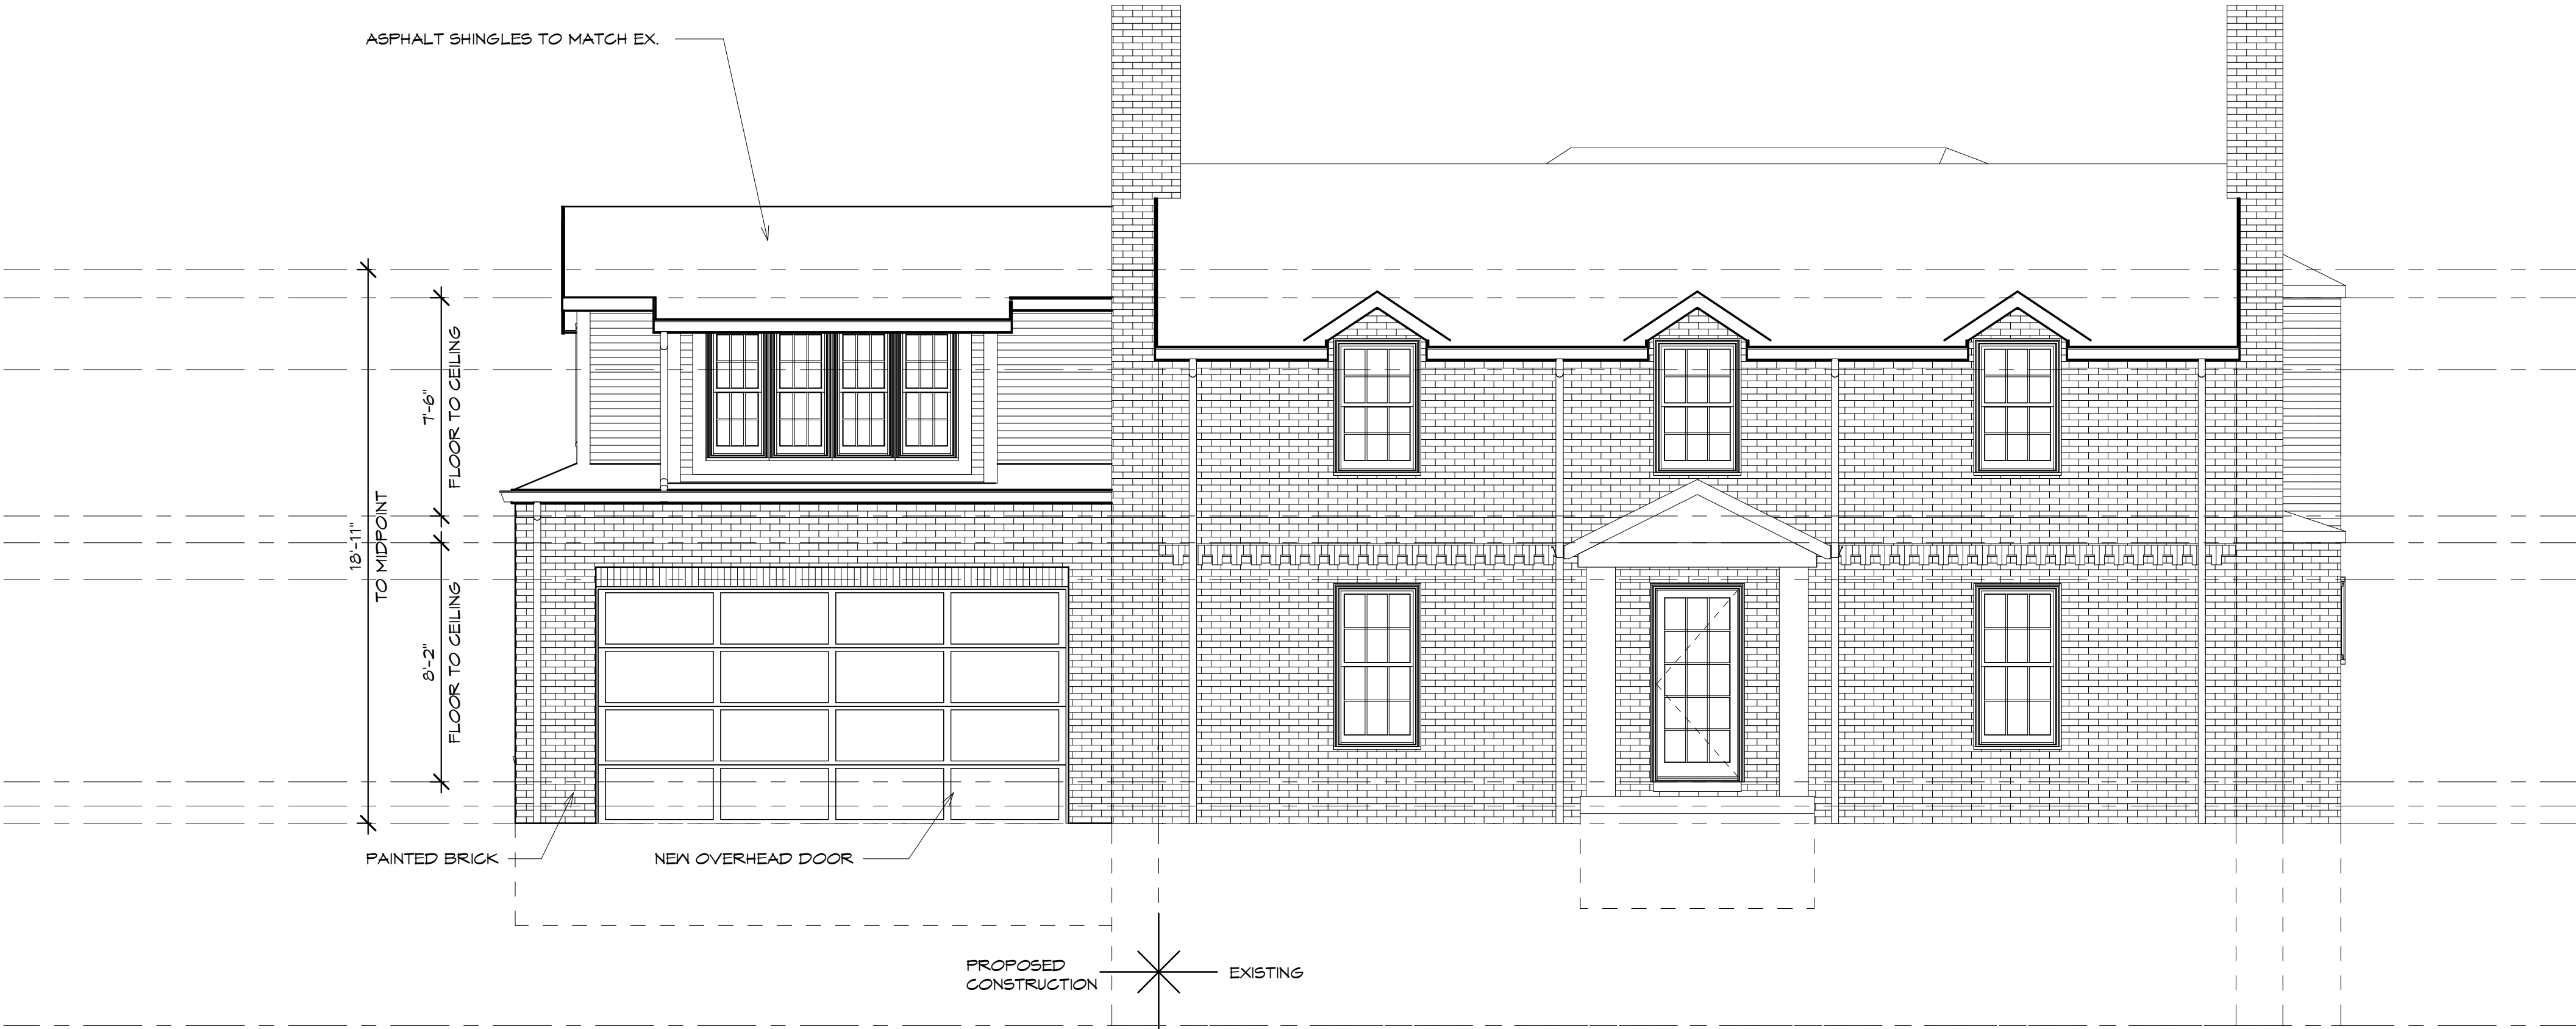 ASPHALT SHINGLES TO MATCH EX.
7'-6"
FLOOR TO CEILING
18'-11"
TO MIDPOINT
8'-2"
FLOOR TO CEILING
PAINTED BRICK
NEW OVERHEAD DOOR
PROPOSED
CONSTRUCTION
EXISTING